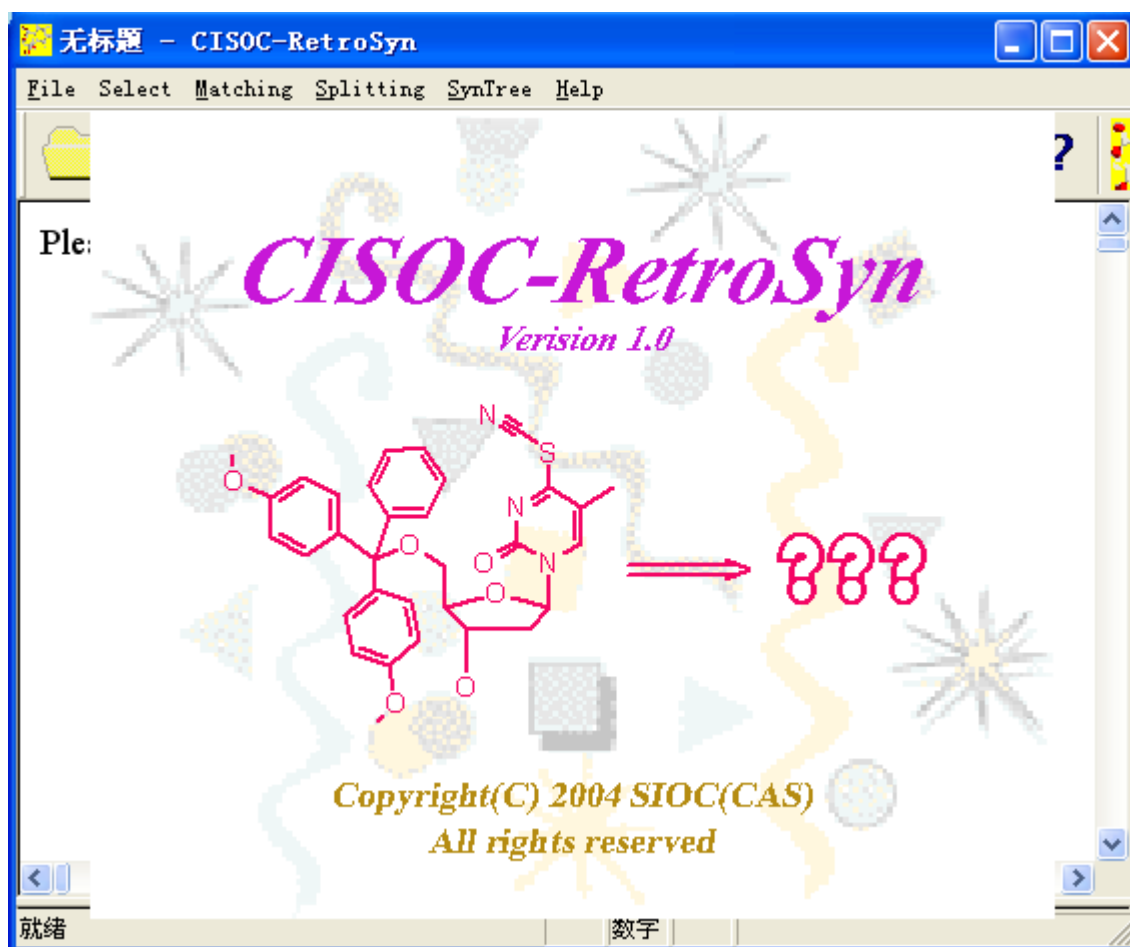 无标题 - CISOC-RetroSyn
File Select Matching Splitting SynTree Help
?
CISOC-RetroSyn
Verision 1.0
N
S
O
N
O
O
N
O
O
O
???
Copyright(C) 2004 SIOC(CAS)
All rights reserved
就绪 数字